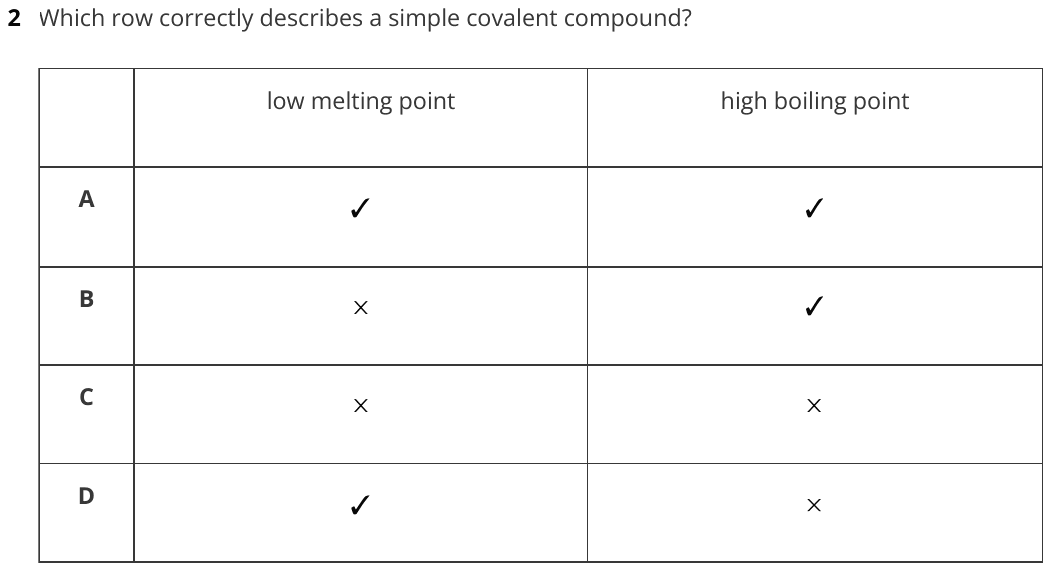 2 Which row correctly describes a simple covalent compound?
low melting point high boiling point
A ✓ ✓
B x ✓
C x x
D ✓ x